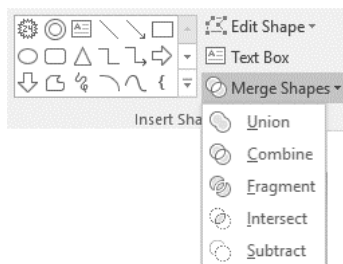 Edit Shape
Text Box
Merge Shapes
Insert Sha
Union
Combine
Fragment
Intersect
Subtract